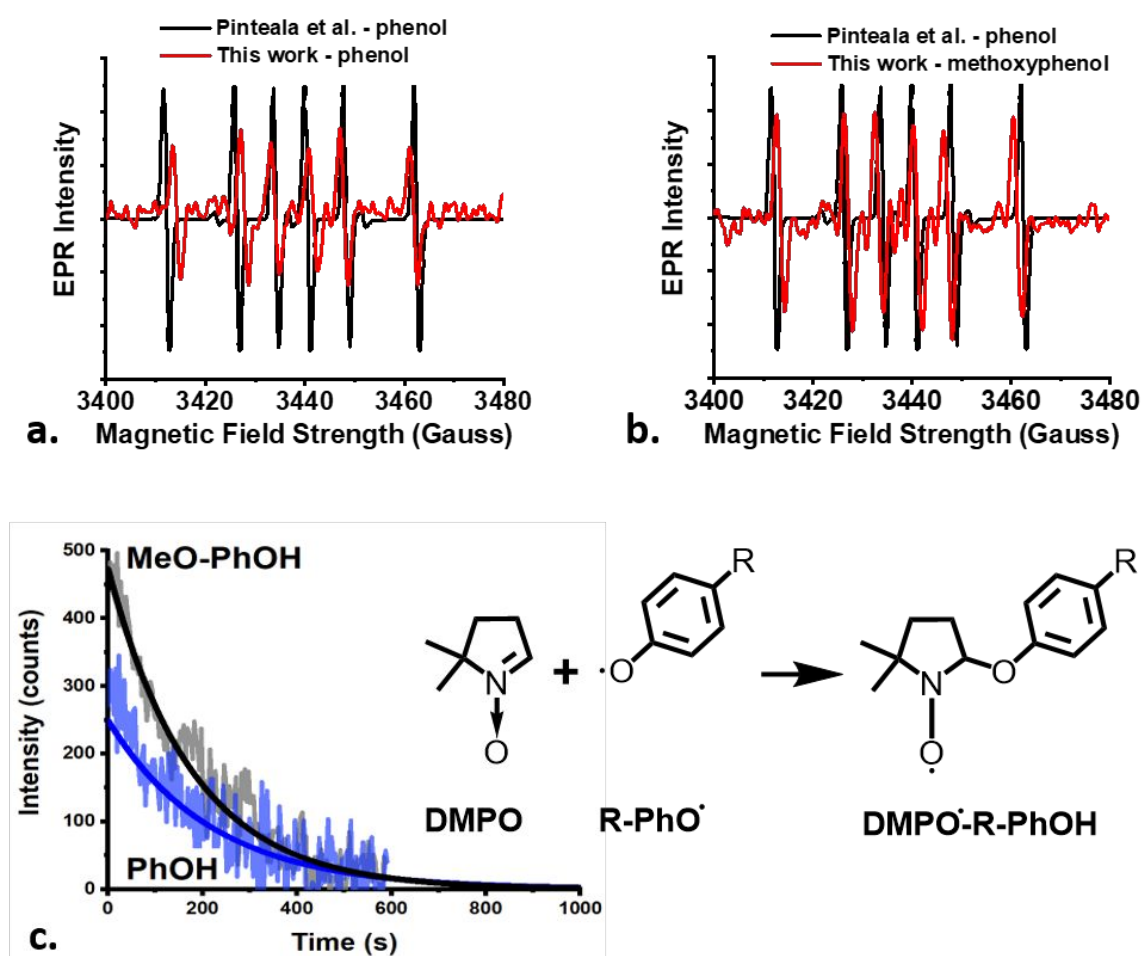 Pinteala et al. - phenol
This work - phenol
EPR Intensity
3400 3420 3440 3460 3480
a. Magnetic Field Strength (Gauss)
Pinteala et al. - phenol
This work - methoxyphenol
EPR Intensity
3400 3420 3440 3460 3480
b. Magnetic Field Strength (Gauss)
500
400
300
200
100
0
Intensity (counts)
MeO-PhOH
PhOH
0 200 400 600 800 1000
Time (s)
c.
N
O
+
·O
R
N
O
O
·
R
DMPO
R-PhO•
DMPO•-R-PhOH